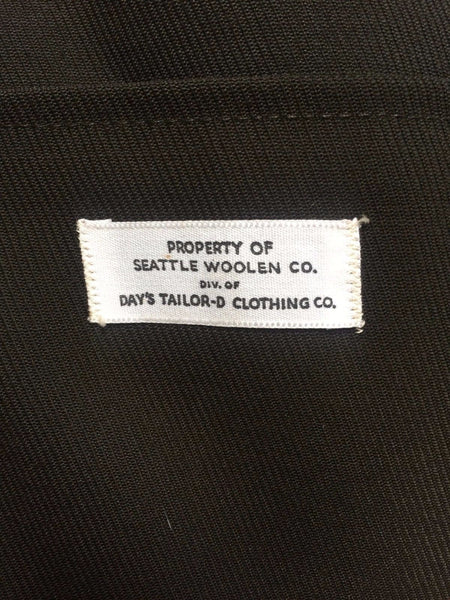 PROPERTY OF
SEATTLE WOOLEN CO.
DIV. OF
DAY'S TAILOR-D CLOTHING CO.